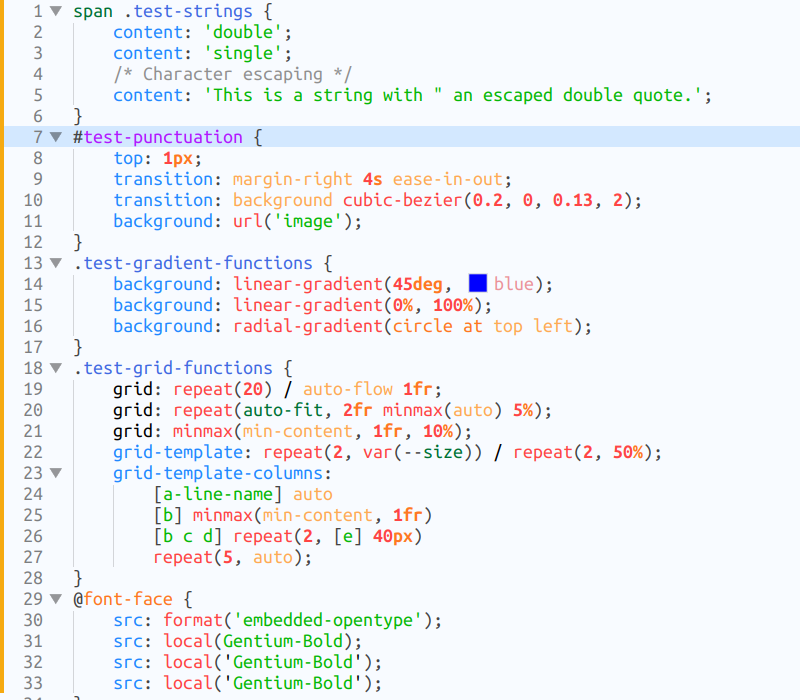 1 span .test-strings {
2 content: 'double';
3 content: 'single';
4 /* Character escaping */
5 content: 'This is a string with " an escaped double quote.';
6 }
7 #test-punctuation {
8 top: 1px;
9 transition: margin-right 4s ease-in-out;
10 transition: background cubic-bezier(0.2, 0, 0.13, 2);
11 background: url('image');
12 }
13 .test-gradient-functions {
14 background: linear-gradient(45deg, blue);
15 background: linear-gradient(0%, 100%);
16 background: radial-gradient(circle at top left);
17 }
18 .test-grid-functions {
19 grid: repeat(20) / auto-flow 1fr;
20 grid: repeat(auto-fit, 2fr minmax(auto) 5%);
21 grid: minmax(min-content, 1fr, 10%);
22 grid-template: repeat(2, var(--size)) / repeat(2, 50%);
23 grid-template-columns:
24 [a-line-name] auto
25 [b] minmax(min-content, 1fr)
26 [b c d] repeat(2, [e] 40px)
27 repeat(5, auto);
28 }
29 @font-face {
30 src: format('embedded-opentype');
31 src: local(Gentium-Bold);
32 src: local('Gentium-Bold');
33 src: local('Gentium-Bold');